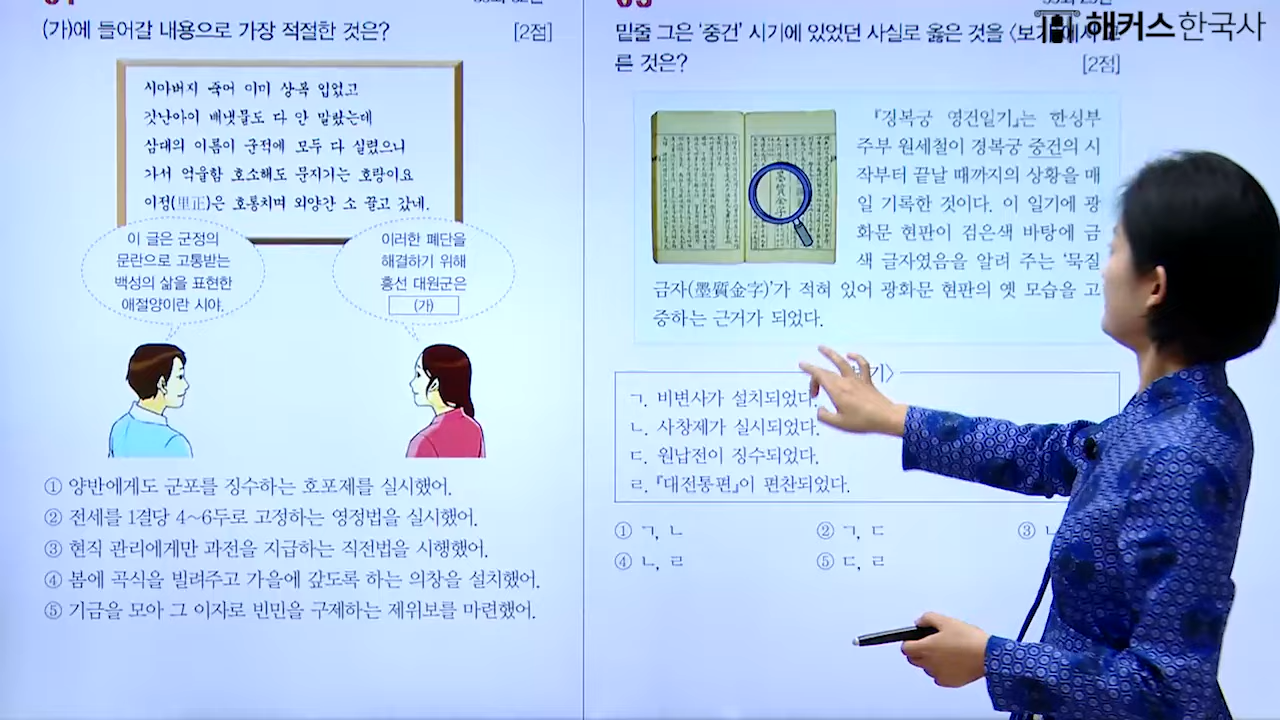 (가)에 들어갈 내용으로 가장 적절한 것은?
[2점]
시아버지 죽어 이미 상복 입었고
갓난아이 배냇물도 다 안 말랐는데
삼대의 이름이 군적에 모두 다 실렸으니
가서 억울함 호소해도 문지기는 호랑이요
이정(里正)은 호통치며 외양간 소 끌고 갔네.
이 글은 군정의
문란으로 고통받는
백성의 삶을 표현한
애절양이란 시야.
이러한 폐단을
해결하기 위해
흥선 대원군은
(가)
① 양반에게도 군포를 징수하는 호포제를 실시했어.
② 전세를 1결당 4~6두로 고정하는 영정법을 실시했어.
③ 현직 관리에게만 과전을 지급하는 직전법을 시행했어.
④ 봄에 곡식을 빌려주고 가을에 갚도록 하는 의창을 설치했어.
⑤ 기금을 모아 그 이자로 빈민을 구제하는 제위보를 마련했어.
해커스한국사
밑줄 그은 '중건' 시기에 있었던 사실로 옳은 것을 〈보기
른 것은?
[2점]
『경복궁 영건일기』는 한성부
주부 원세철이 경복궁 중건의 시
작부터 끝날 때까지의 상황을 매
일 기록한 것이다. 이 일기에 광
화문 현판이 검은색 바탕에 금
색 글자였음을 알려 주는 '묵질
금자(墨質金字)'가 적혀 있어 광화문 현판의 옛 모습을 고
증하는 근거가 되었다.
墨質金字
기〉
ㄱ. 비변사가 설치되었다.
ㄴ. 사창제가 실시되었다.
ㄷ. 원납전이 징수되었다.
ㄹ. 『대전통편』이 편찬되었다.
① ㄱ, ㄴ
② ㄱ, ㄷ
③
④ ㄴ, ㄹ
⑤ ㄷ, ㄹ